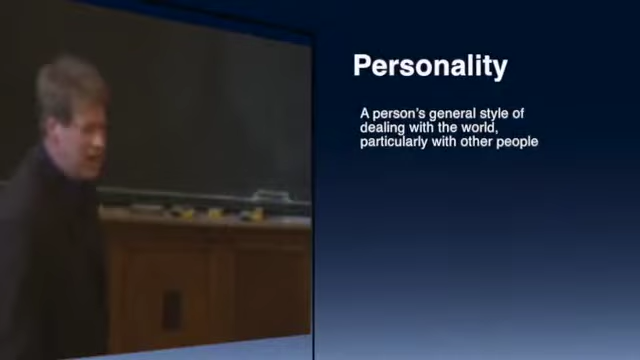 Personality
A person's general style of
dealing with the world,
particularly with other people